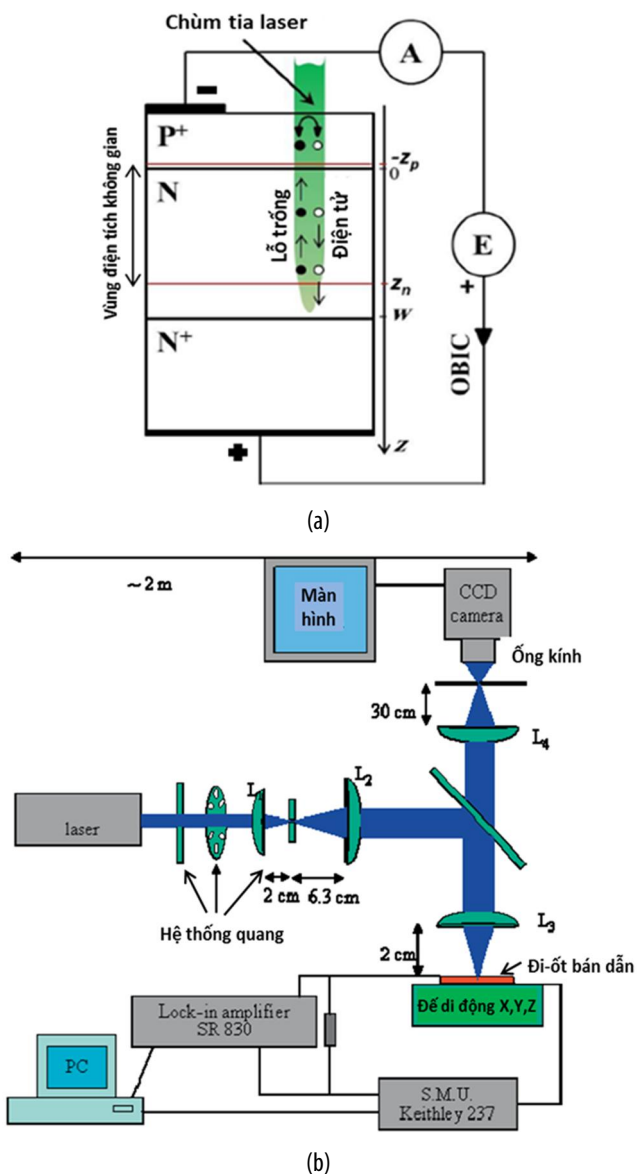 Chùm tia laser
A
-
P⁺
-zₚ
0
N
Vùng điện tích không gian
Lỗ trống
Điện tử
E
+
zₙ
w
OBIC
N⁺
+
z
(a)
~2 m
Màn
hình
CCD
camera
Ống kính
30 cm
L₄
L₁
L₂
laser
2 cm
6.3 cm
Hệ thống quang
L₃
2 cm
Đi-ốt bán dẫn
Đế di động X,Y,Z
Lock-in amplifier
SR 830
PC
S.M.U.
Keithley 237
(b)